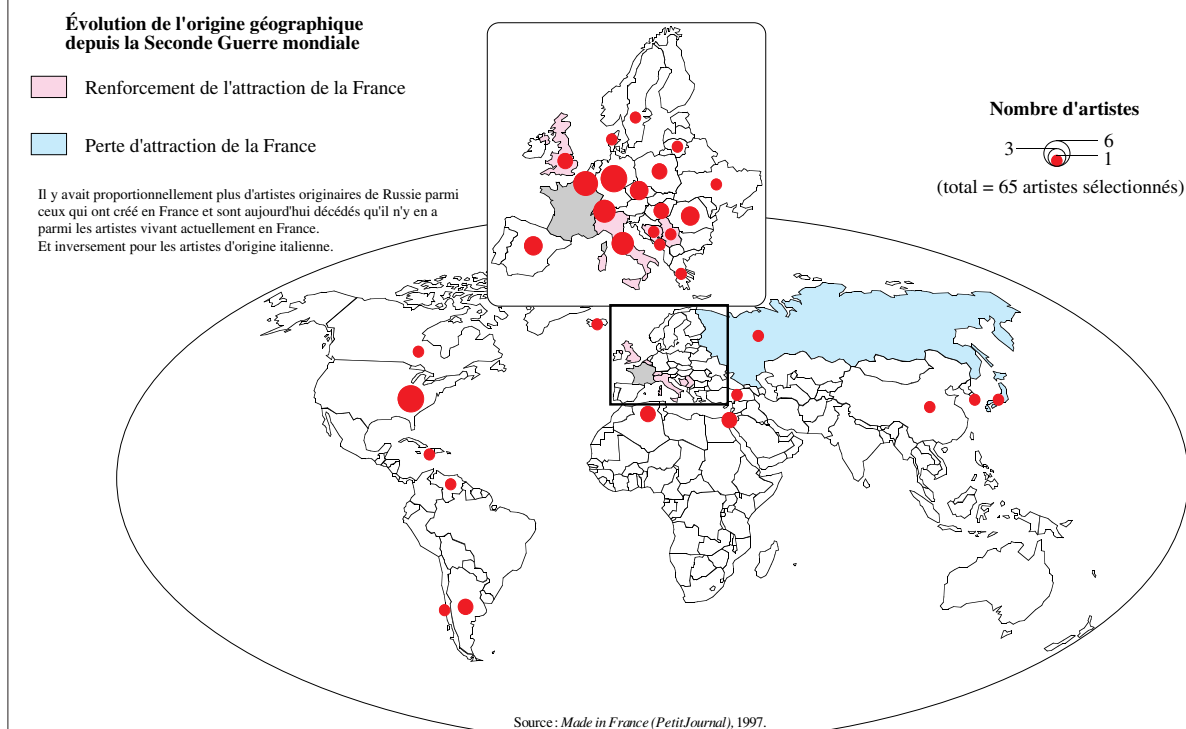 Évolution de l'origine géographique
depuis la Seconde Guerre mondiale
Renforcement de l'attraction de la France
Perte d'attraction de la France
Il y avait proportionnellement plus d'artistes originaires de Russie parmi
ceux qui ont créé en France et sont aujourd'hui décédés qu'il n'y en a
parmi les artistes vivant actuellement en France.
Et inversement pour les artistes d'origine italienne.
Nombre d'artistes
3
6
1
(total = 65 artistes sélectionnés)
Source : Made in France (PetitJournal), 1997.